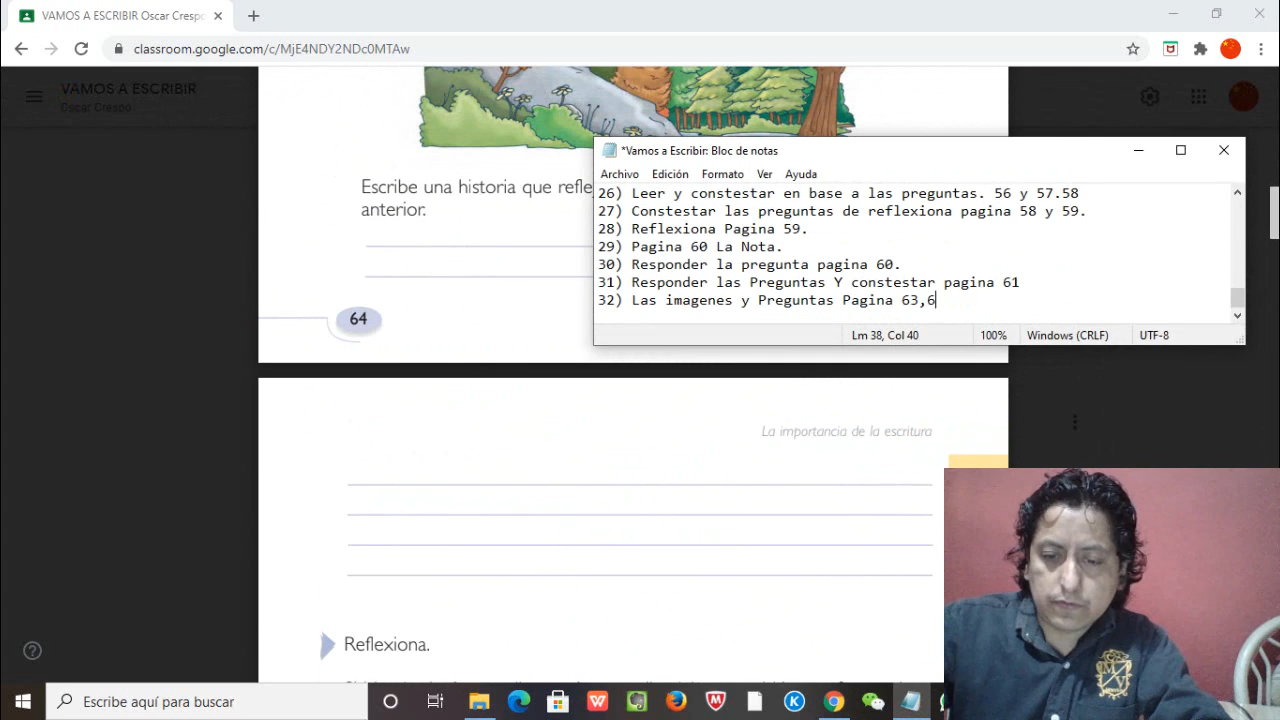 VAMOS A ESCRIBIR Oscar Crespo
classroom.google.com/c/MjE4NDY2NDc0MTAw
VAMOS A ESCRIBIR
Oscar Crespo
Escribe una historia que refle
anterior.
64
*Vamos a Escribir: Bloc de notas
Archivo Edición Formato Ver Ayuda
26) Leer y constestar en base a las preguntas. 56 y 57.58
27) Constestar las preguntas de reflexiona pagina 58 y 59.
28) Reflexiona Pagina 59.
29) Pagina 60 La Nota.
30) Responder la pregunta pagina 60.
31) Responder las Preguntas Y constestar pagina 61
32) Las imagenes y Preguntas Pagina 63,6
Lm 38, Col 40 100% Windows (CRLF) UTF-8
La importancia de la escritura
Reflexiona.
Escribe aquí para buscar